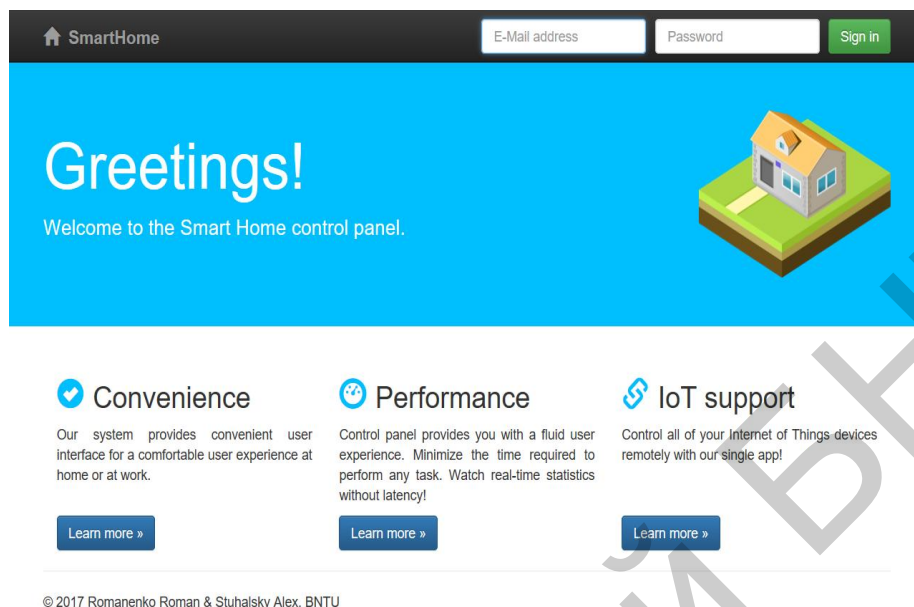 SmartHome
E-Mail address
Password
Sign in
Greetings!
Welcome to the Smart Home control panel.
Convenience
Our system provides convenient user
interface for a comfortable user experience at
home or at work.
Learn more »
Performance
Control panel provides you with a fluid user
experience. Minimize the time required to
perform any task. Watch real-time statistics
without latency!
Learn more »
IoT support
Control all of your Internet of Things devices
remotely with our single app!
Learn more »
© 2017 Romanenko Roman & Stuhalsky Alex, BNTU